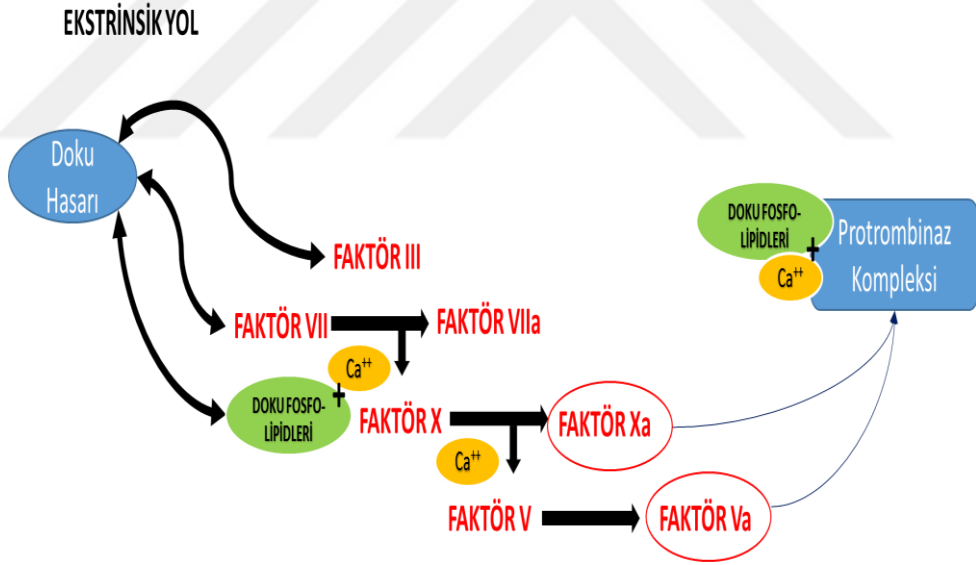 EKSTRİNSİK YOL
Doku
Hasarı
FAKTÖR III
FAKTÖR VII
FAKTÖR VIIa
Ca⁺⁺
+
DOKU FOSFO-
LİPİDLERİ
FAKTÖR X
FAKTÖR Xa
Ca⁺⁺
FAKTÖR V
FAKTÖR Va
DOKU FOSFO-
LİPİDLERİ
+
Ca⁺⁺
Protrombinaz
Kompleksi